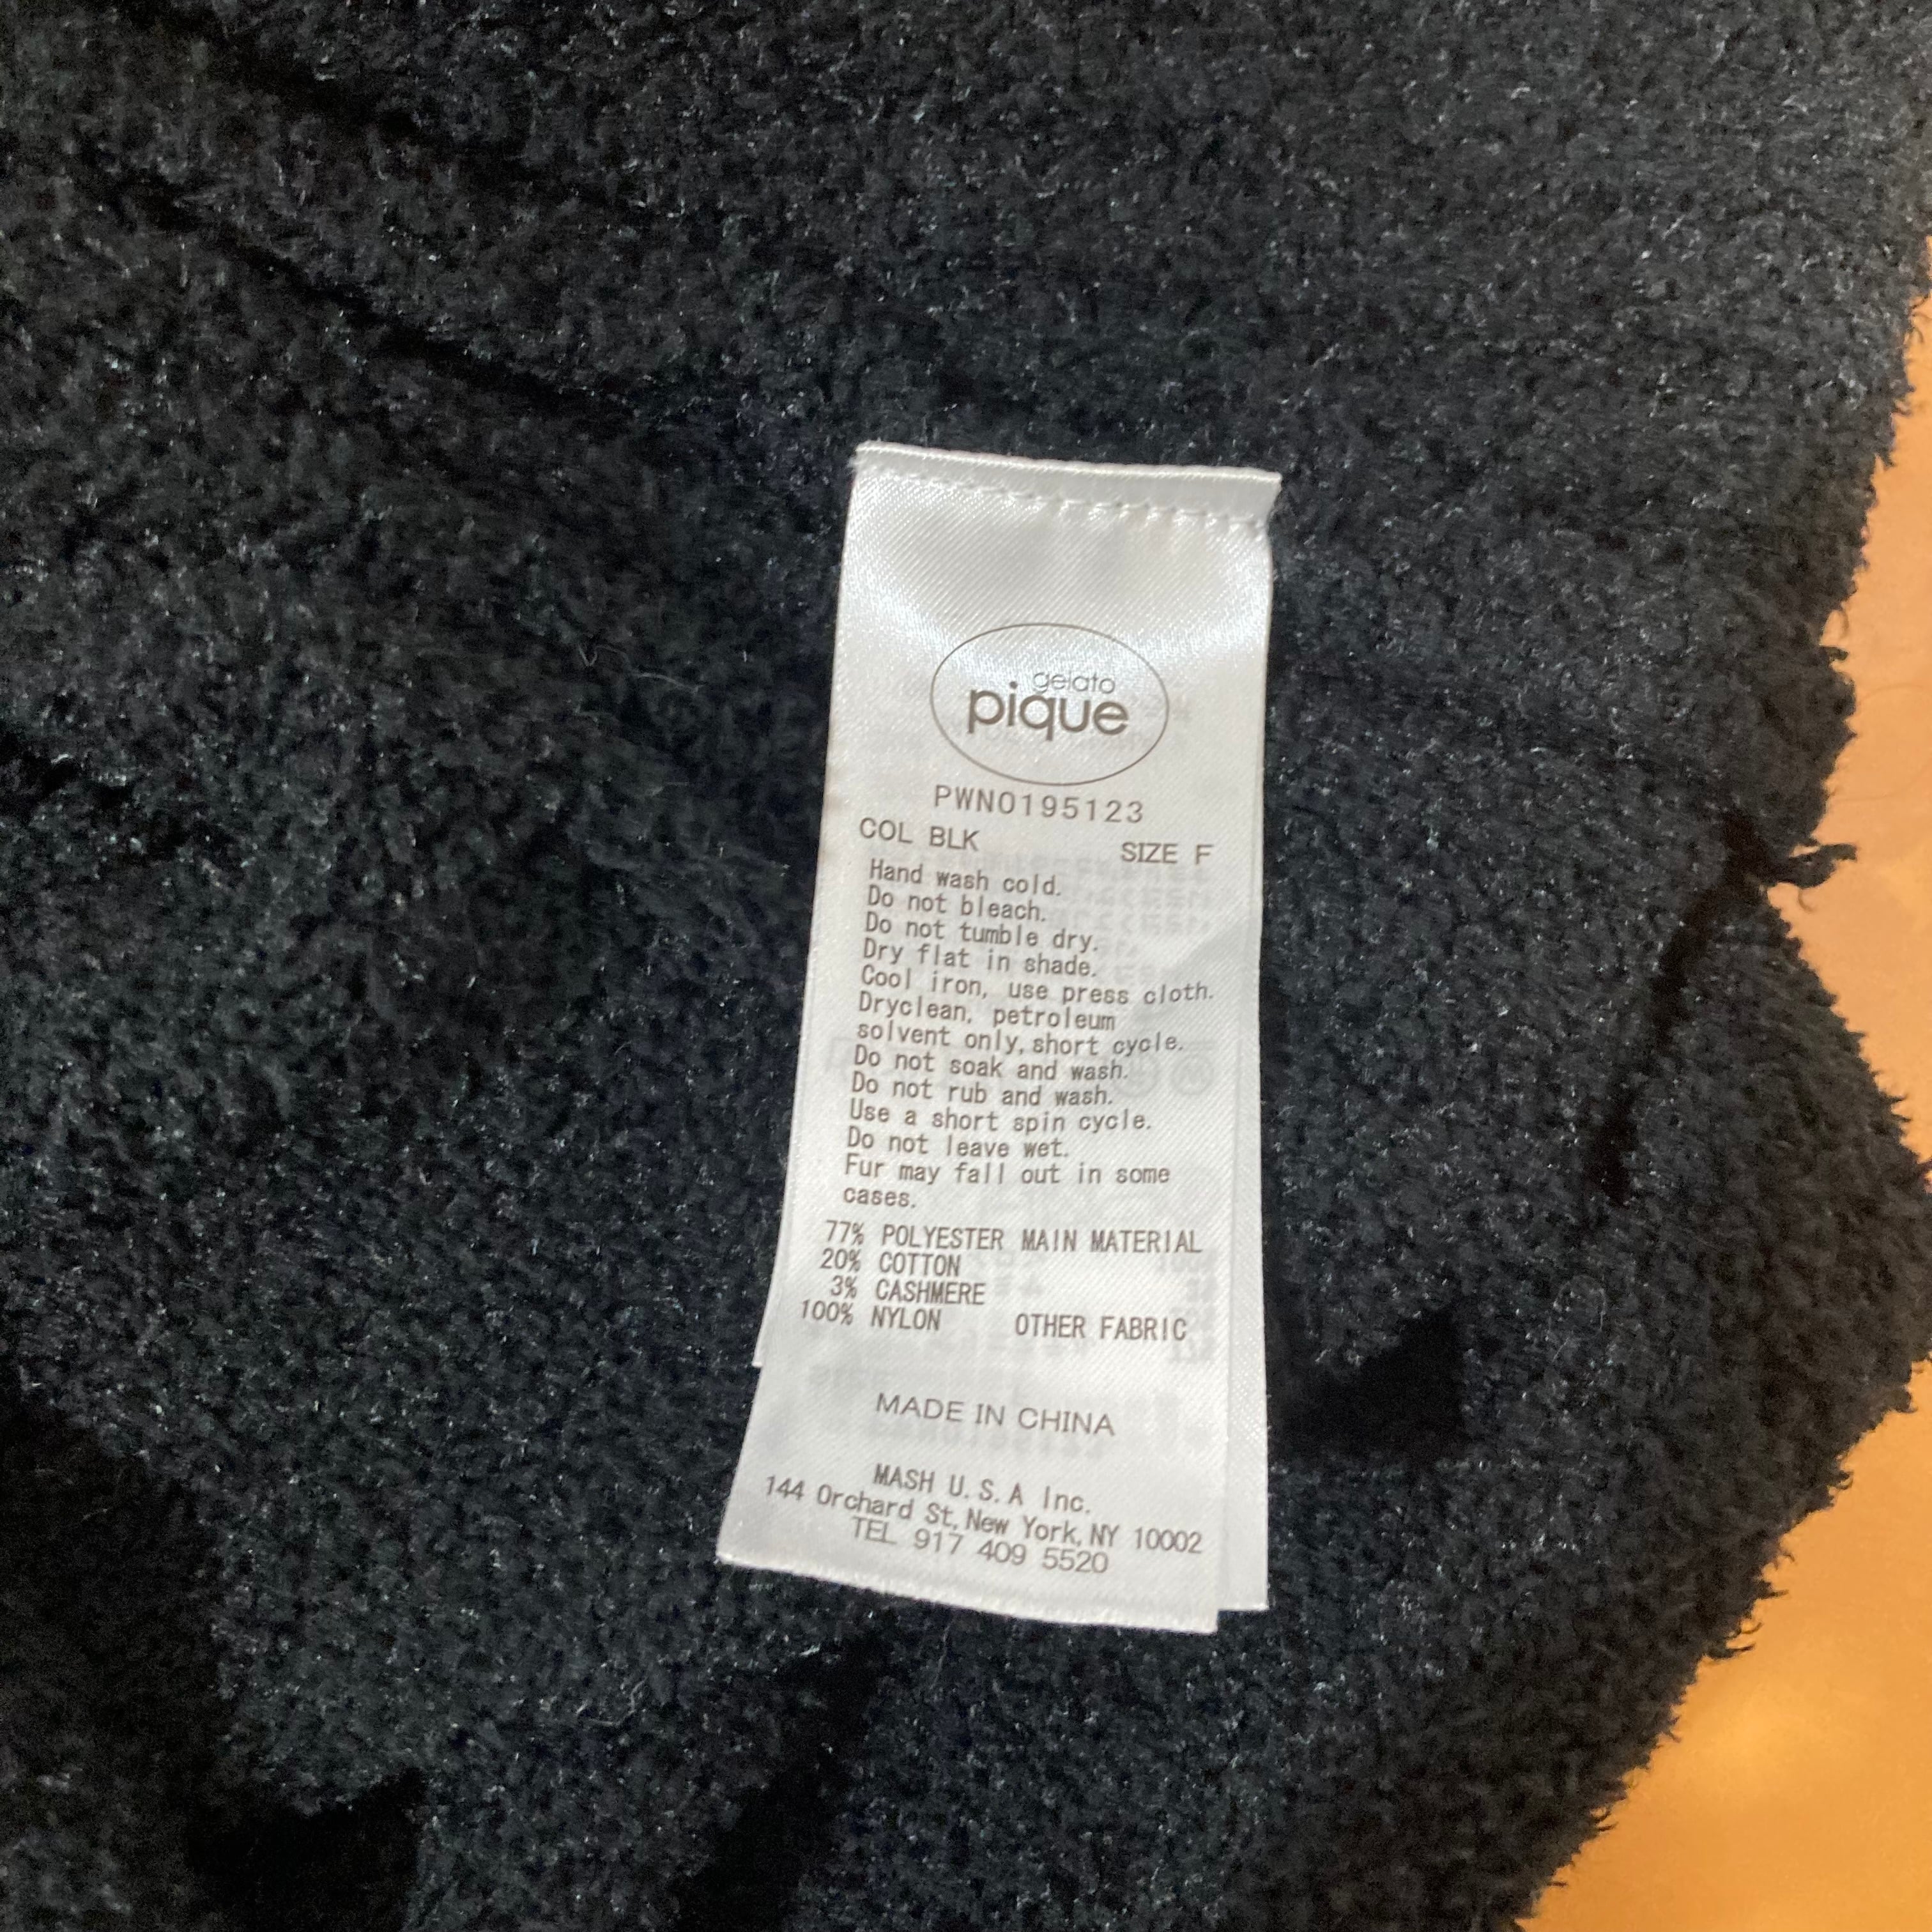 gelato
pique
PWNO195123
COL BLK SIZE F
Hand wash cold.
Do not bleach.
Do not tumble dry.
Dry flat in shade.
Cool iron, use press cloth.
Dryclean, petroleum
solvent only, short cycle.
Do not soak and wash.
Do not rub and wash.
Use a short spin cycle.
Do not leave wet.
Fur may fall out in some
cases.
77% POLYESTER MAIN MATERIAL
20% COTTON
3% CASHMERE
100% NYLON OTHER FABRIC
MADE IN CHINA
MASH U.S.A Inc.
144 Orchard St, New York, NY 10002
TEL 917 409 5520